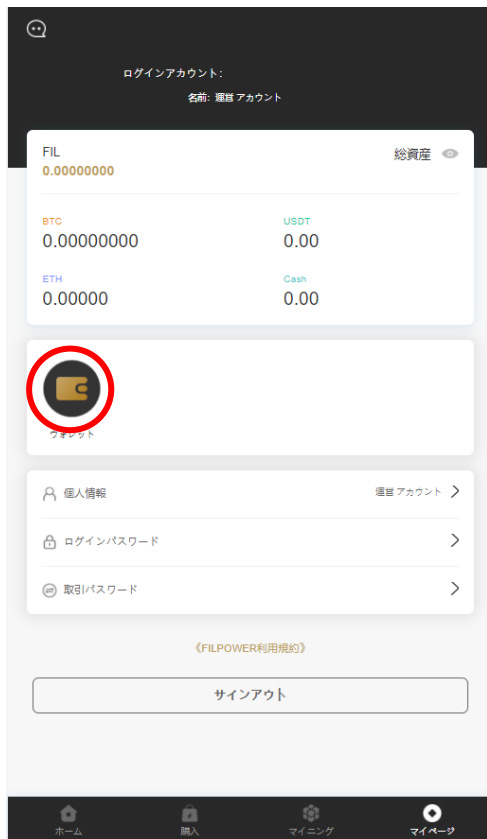 ログインアカウント:
名前: 運営 アカウント
FIL
総資産
0.00000000
BTC
USDT
0.00000000
0.00
ETH
Cash
0.00000
0.00
ウォレット
個人情報
運営 アカウント
ログインパスワード
取引パスワード
《FILPOWER利用規約》
サインアウト
ホーム
購入
マイニング
マイページ